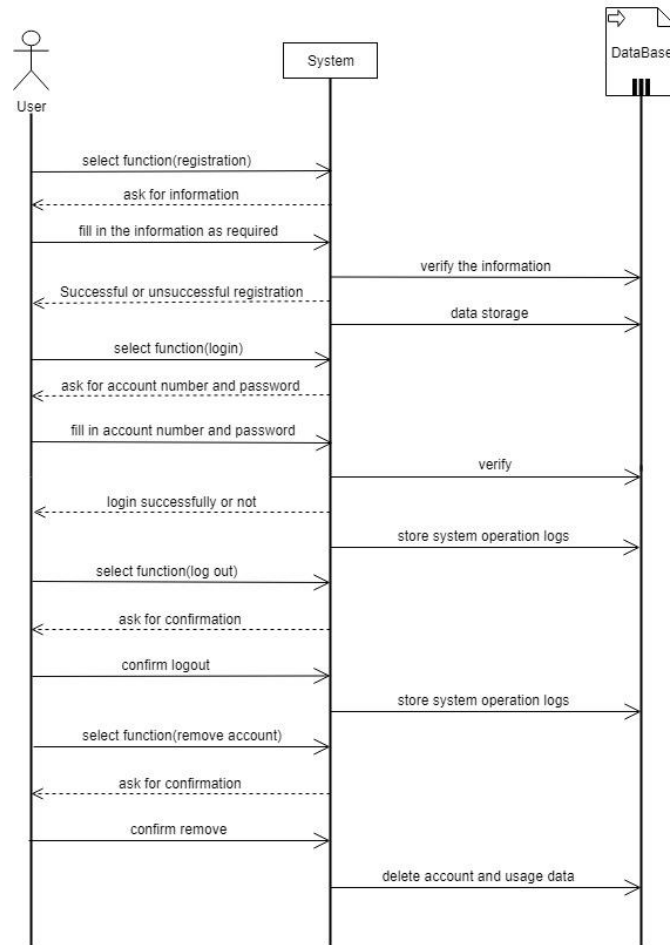 System
DataBase
User
select function(registration)
ask for information
fill in the information as required
verify the information
Successful or unsuccessful registration
data storage
select function(login)
ask for account number and password
fill in account number and password
verify
login successfully or not
store system operation logs
select function(log out)
ask for confirmation
confirm logout
store system operation logs
select function(remove account)
ask for confirmation
confirm remove
delete account and usage data